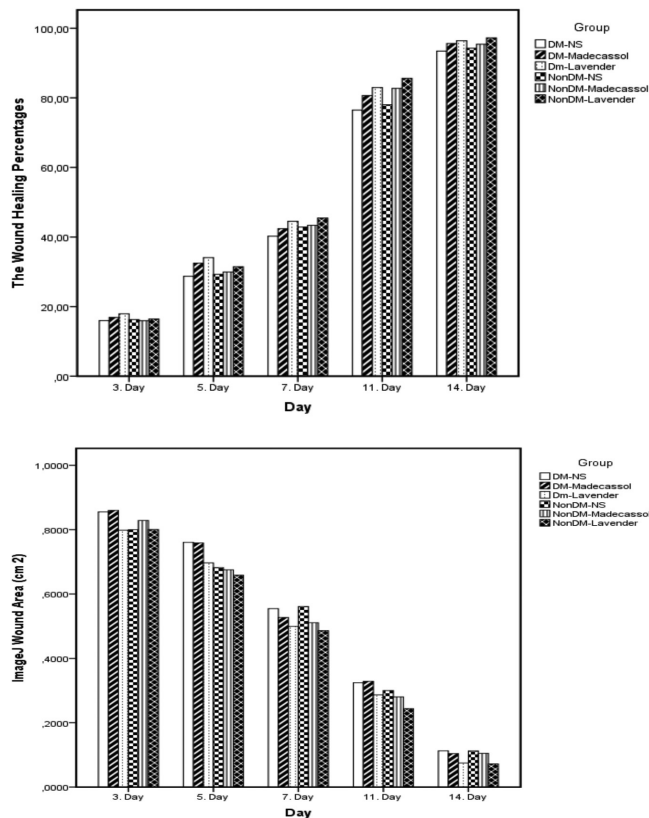 Group
DM-NS
DM-Madecassol
Dm-Lavender
NonDM-NS
NonDM-Madecassol
NonDM-Lavender
The Wound Healing Percentages
100,00
80,00
60,00
40,00
20,00
,00
3. Day
5. Day
7. Day
11. Day
14. Day
Day
Group
DM-NS
DM-Madecassol
Dm-Lavender
NonDM-NS
NonDM-Madecassol
NonDM-Lavender
ImageJ Wound Area (cm 2)
1,0000
,8000
,6000
,4000
,2000
,0000
3. Day
5. Day
7. Day
11. Day
14. Day
Day